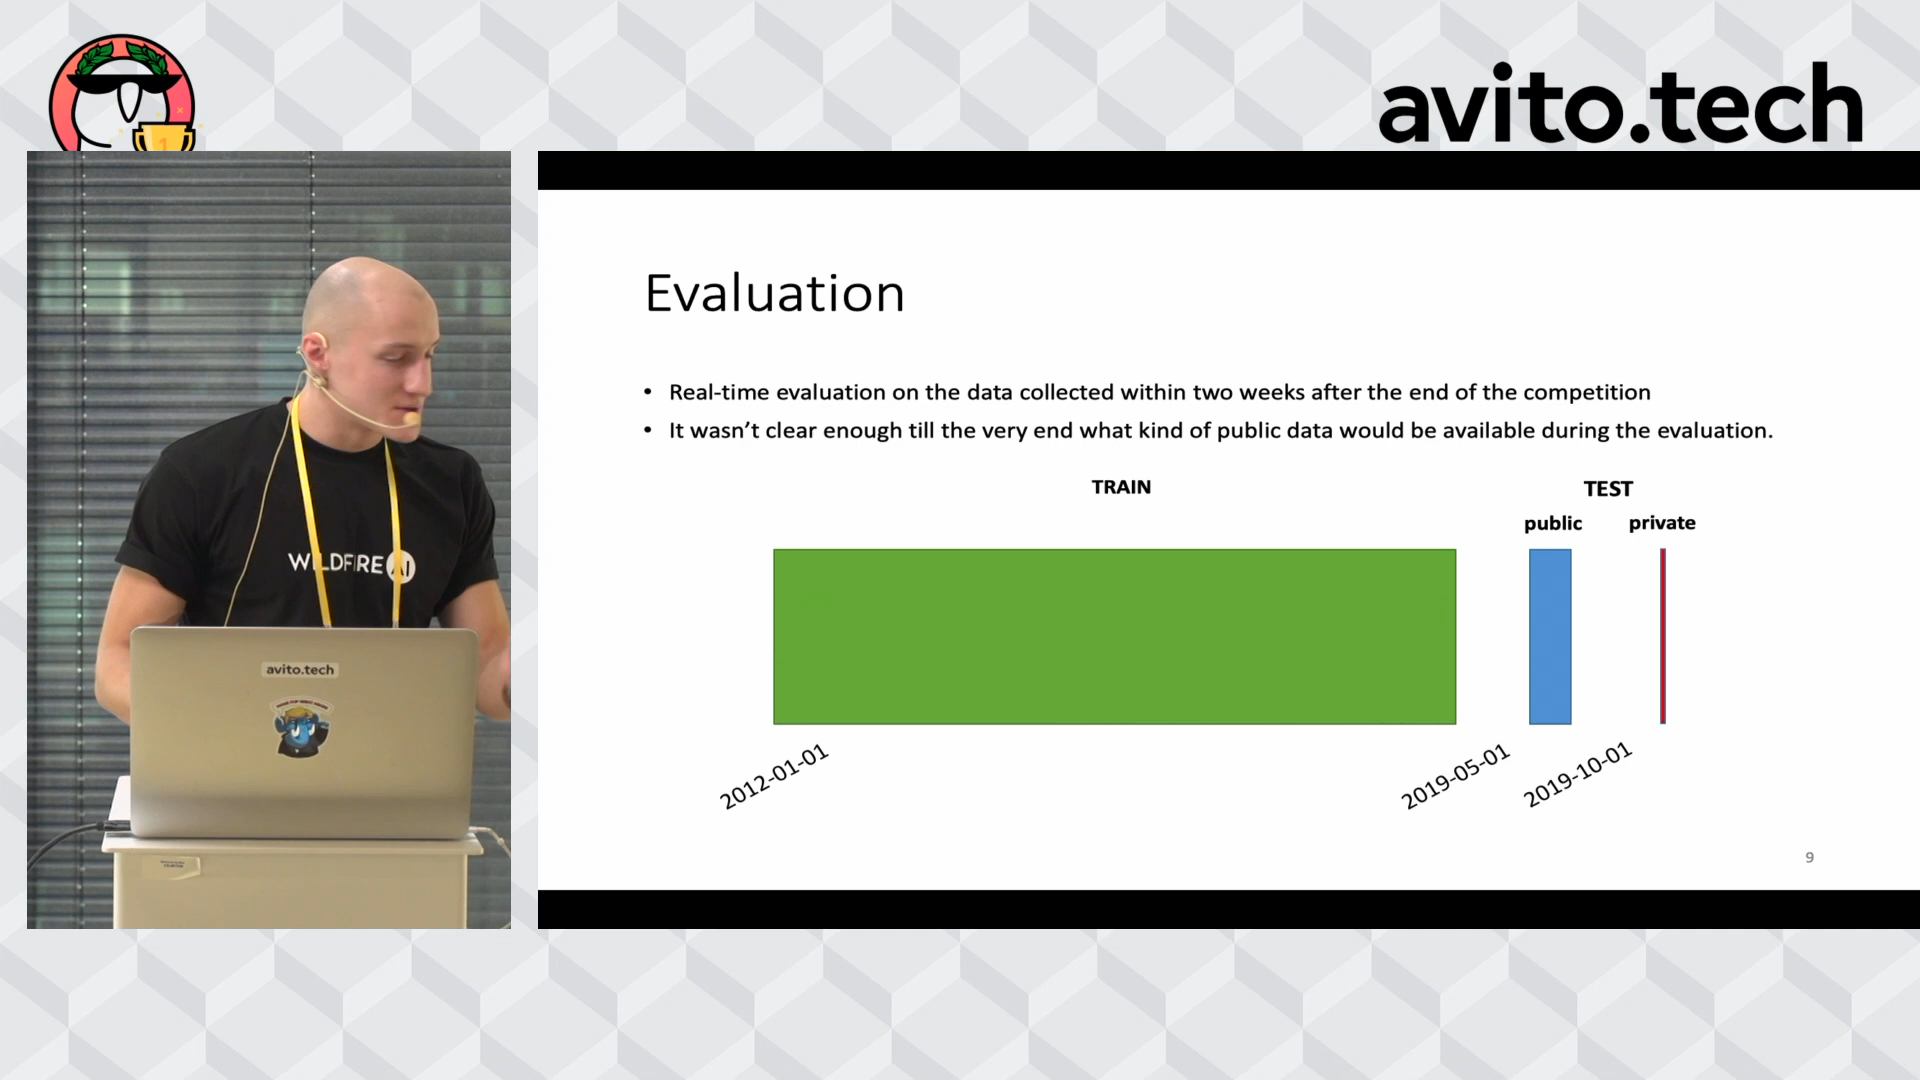 avito.tech
1
Evaluation
• Real-time evaluation on the data collected within two weeks after the end of the competition
• It wasn’t clear enough till the very end what kind of public data would be available during the evaluation.
TRAIN
TEST
public
private
2012-01-01
2019-05-01
2019-10-01
9
WILDFIRE AI
avito.tech